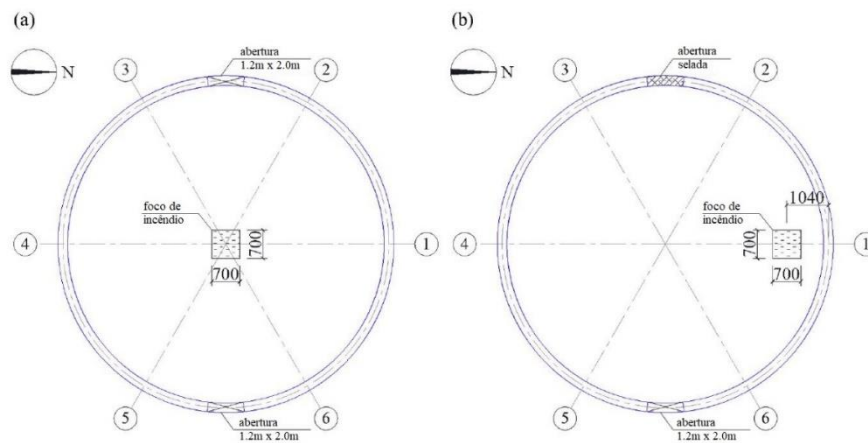 (a)
(b)
abertura
1.2m x 2.0m
abertura
selada
N
3
2
N
3
2
1040
foco de
incêndio
foco de
incêndio
4
700
1
4
700
1
700
700
5
6
5
6
abertura
1.2m x 2.0m
abertura
1.2m x 2.0m